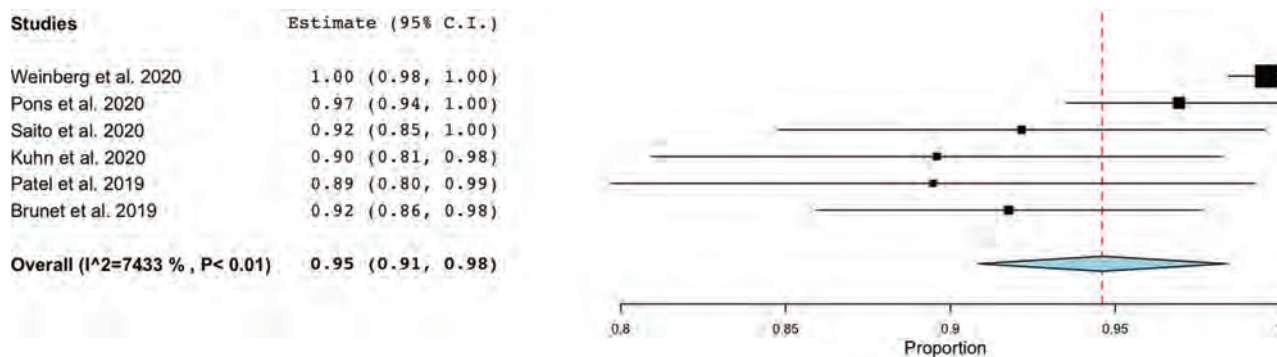 Studies Estimate (95% C.I.)
Weinberg et al. 2020 1.00 (0.98, 1.00)
Pons et al. 2020 0.97 (0.94, 1.00)
Saito et al. 2020 0.92 (0.85, 1.00)
Kuhn et al. 2020 0.90 (0.81, 0.98)
Patel et al. 2019 0.89 (0.80, 0.99)
Brunet et al. 2019 0.92 (0.86, 0.98)
Overall (I^2=7433 % , P< 0.01) 0.95 (0.91, 0.98)
0.8 0.85 0.9 0.95
Proportion